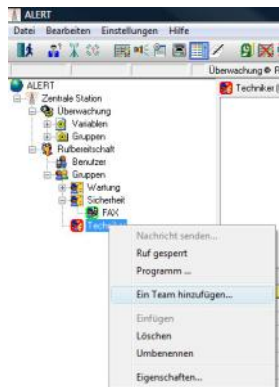 ALERT
Datei Bearbeiten Einstellungen Hilfe
Überwachung
ALERT
Zentrale Station
Überwachung
Variablen
Gruppen
Rufbereitschaft
Benutzer
Gruppen
Wartung
Sicherheit
FAX
Techniker
Nachricht senden...
Ruf gesperrt
Programm ...
Ein Team hinzufügen...
Einfügen
Löschen
Umbenennen
Eigenschaften...